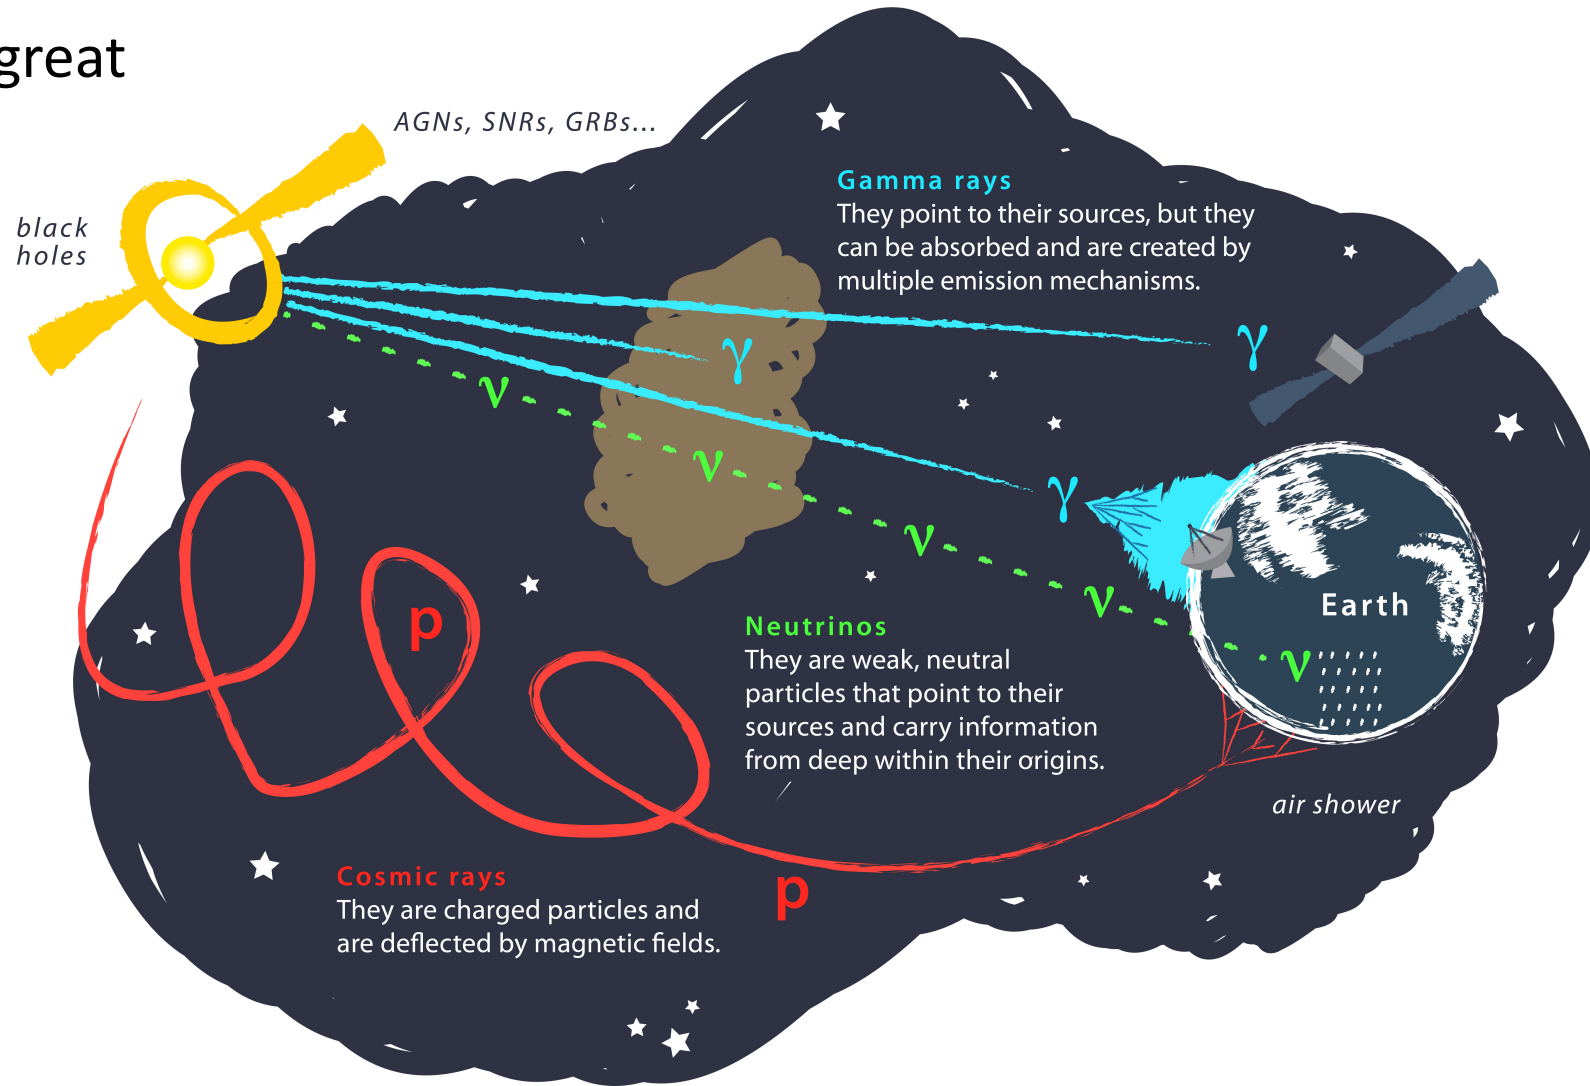 great
AGNs, SNRs, GRBs...
black
holes
Gamma rays
They point to their sources, but they
can be absorbed and are created by
multiple emission mechanisms.
γ
γ
ν
ν
γ
ν
ν
Earth
ν
p
Neutrinos
They are weak, neutral
particles that point to their
sources and carry information
from deep within their origins.
air shower
p
Cosmic rays
They are charged particles and
are deflected by magnetic fields.